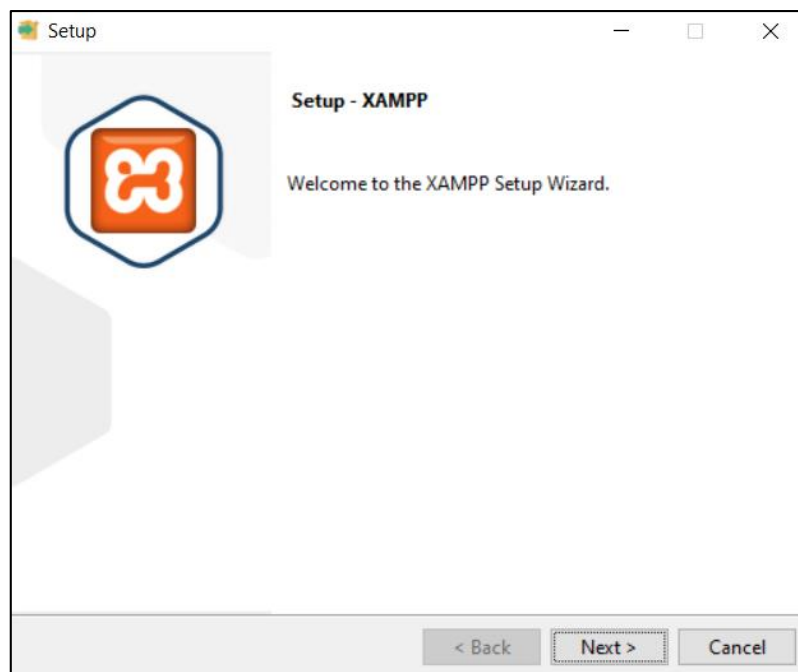 Setup
Setup - XAMPP
Welcome to the XAMPP Setup Wizard.
< Back
Next >
Cancel